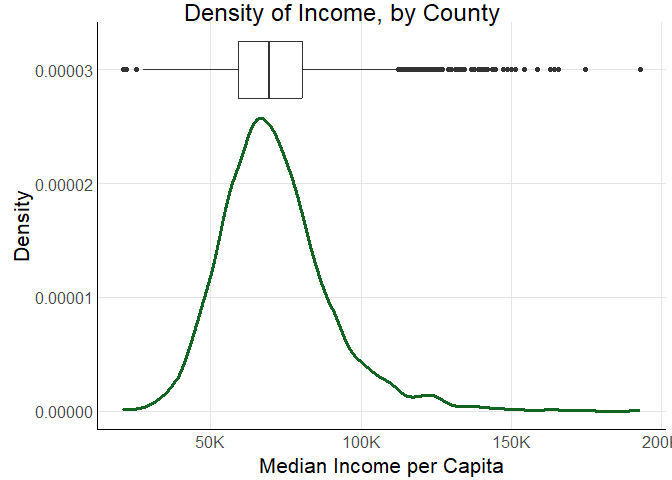 Density of Income, by County
0.00003
0.00002
0.00001
0.00000
Density
50K
100K
150K
Median Income per Capita